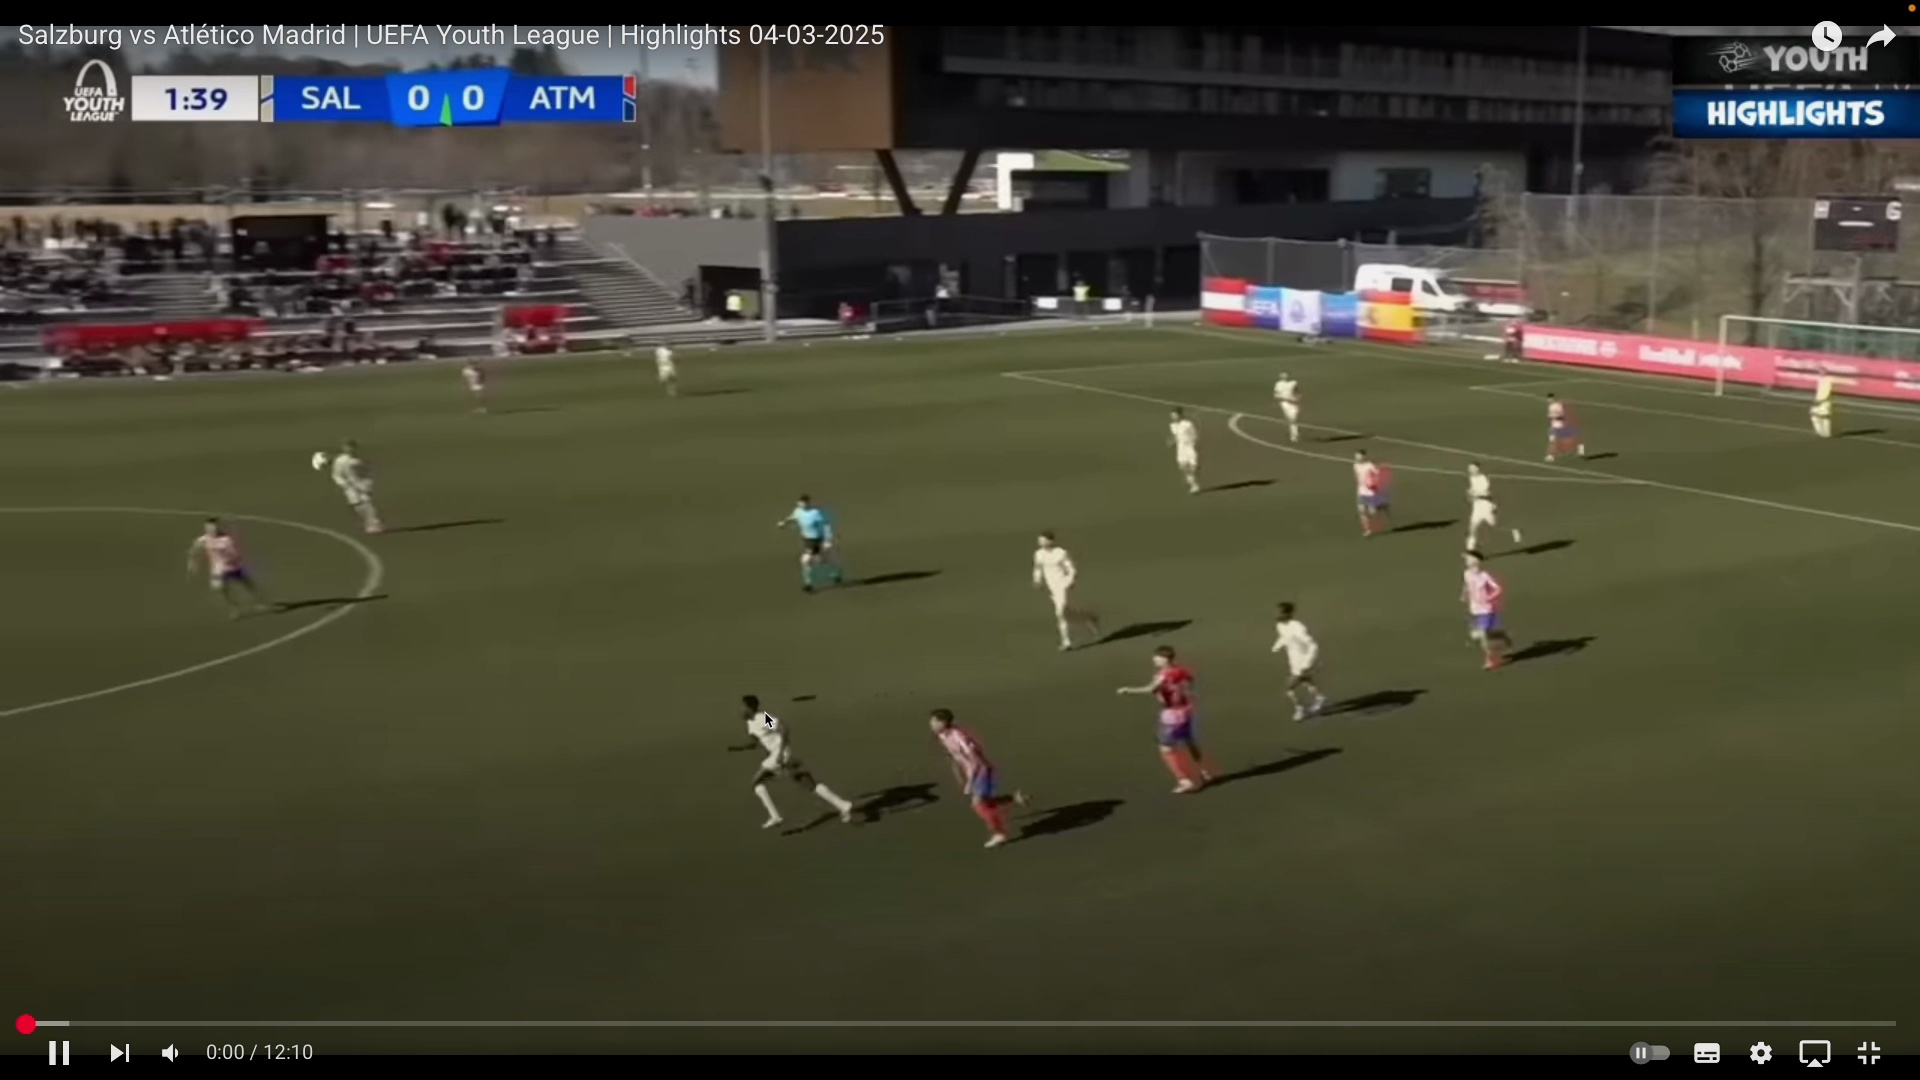 Salzburg vs Atlético Madrid | UEFA Youth League | Highlights 04-03-2025
UEFA
YOUTH
LEAGUE
1:39
SAL
0
0
ATM
YOUTH
HIGHLIGHTS
H
G
UEFA
0:00 / 12:10